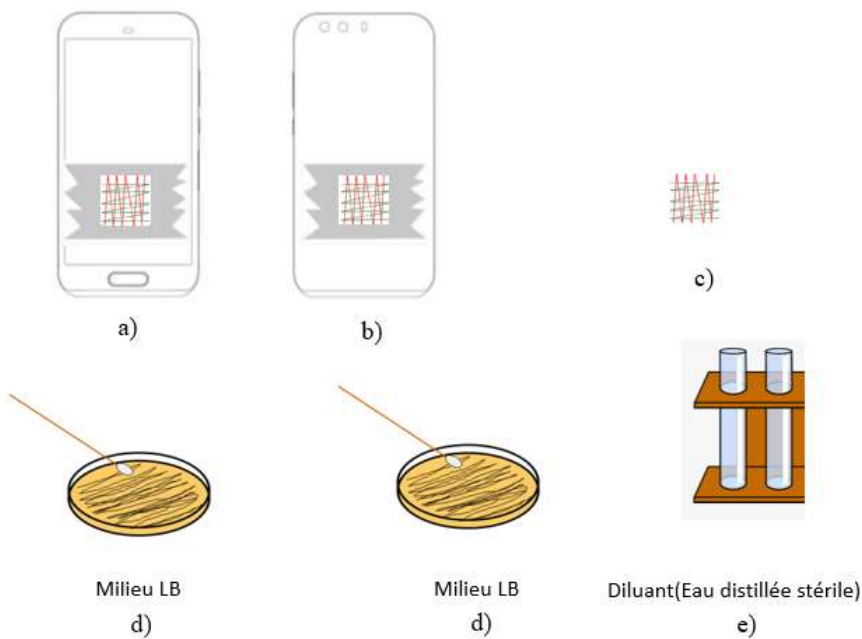 a)
b)
c)
Milieu LB
Milieu LB
Diluant(Eau distillée stérile)
d)
d)
e)